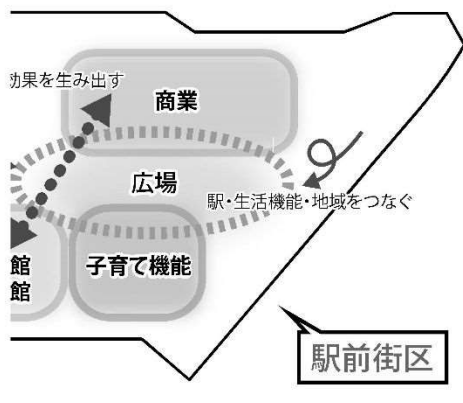 効果を生み出す
商業
広場
駅・生活機能・地域をつなぐ
館
館
子育て機能
駅前街区